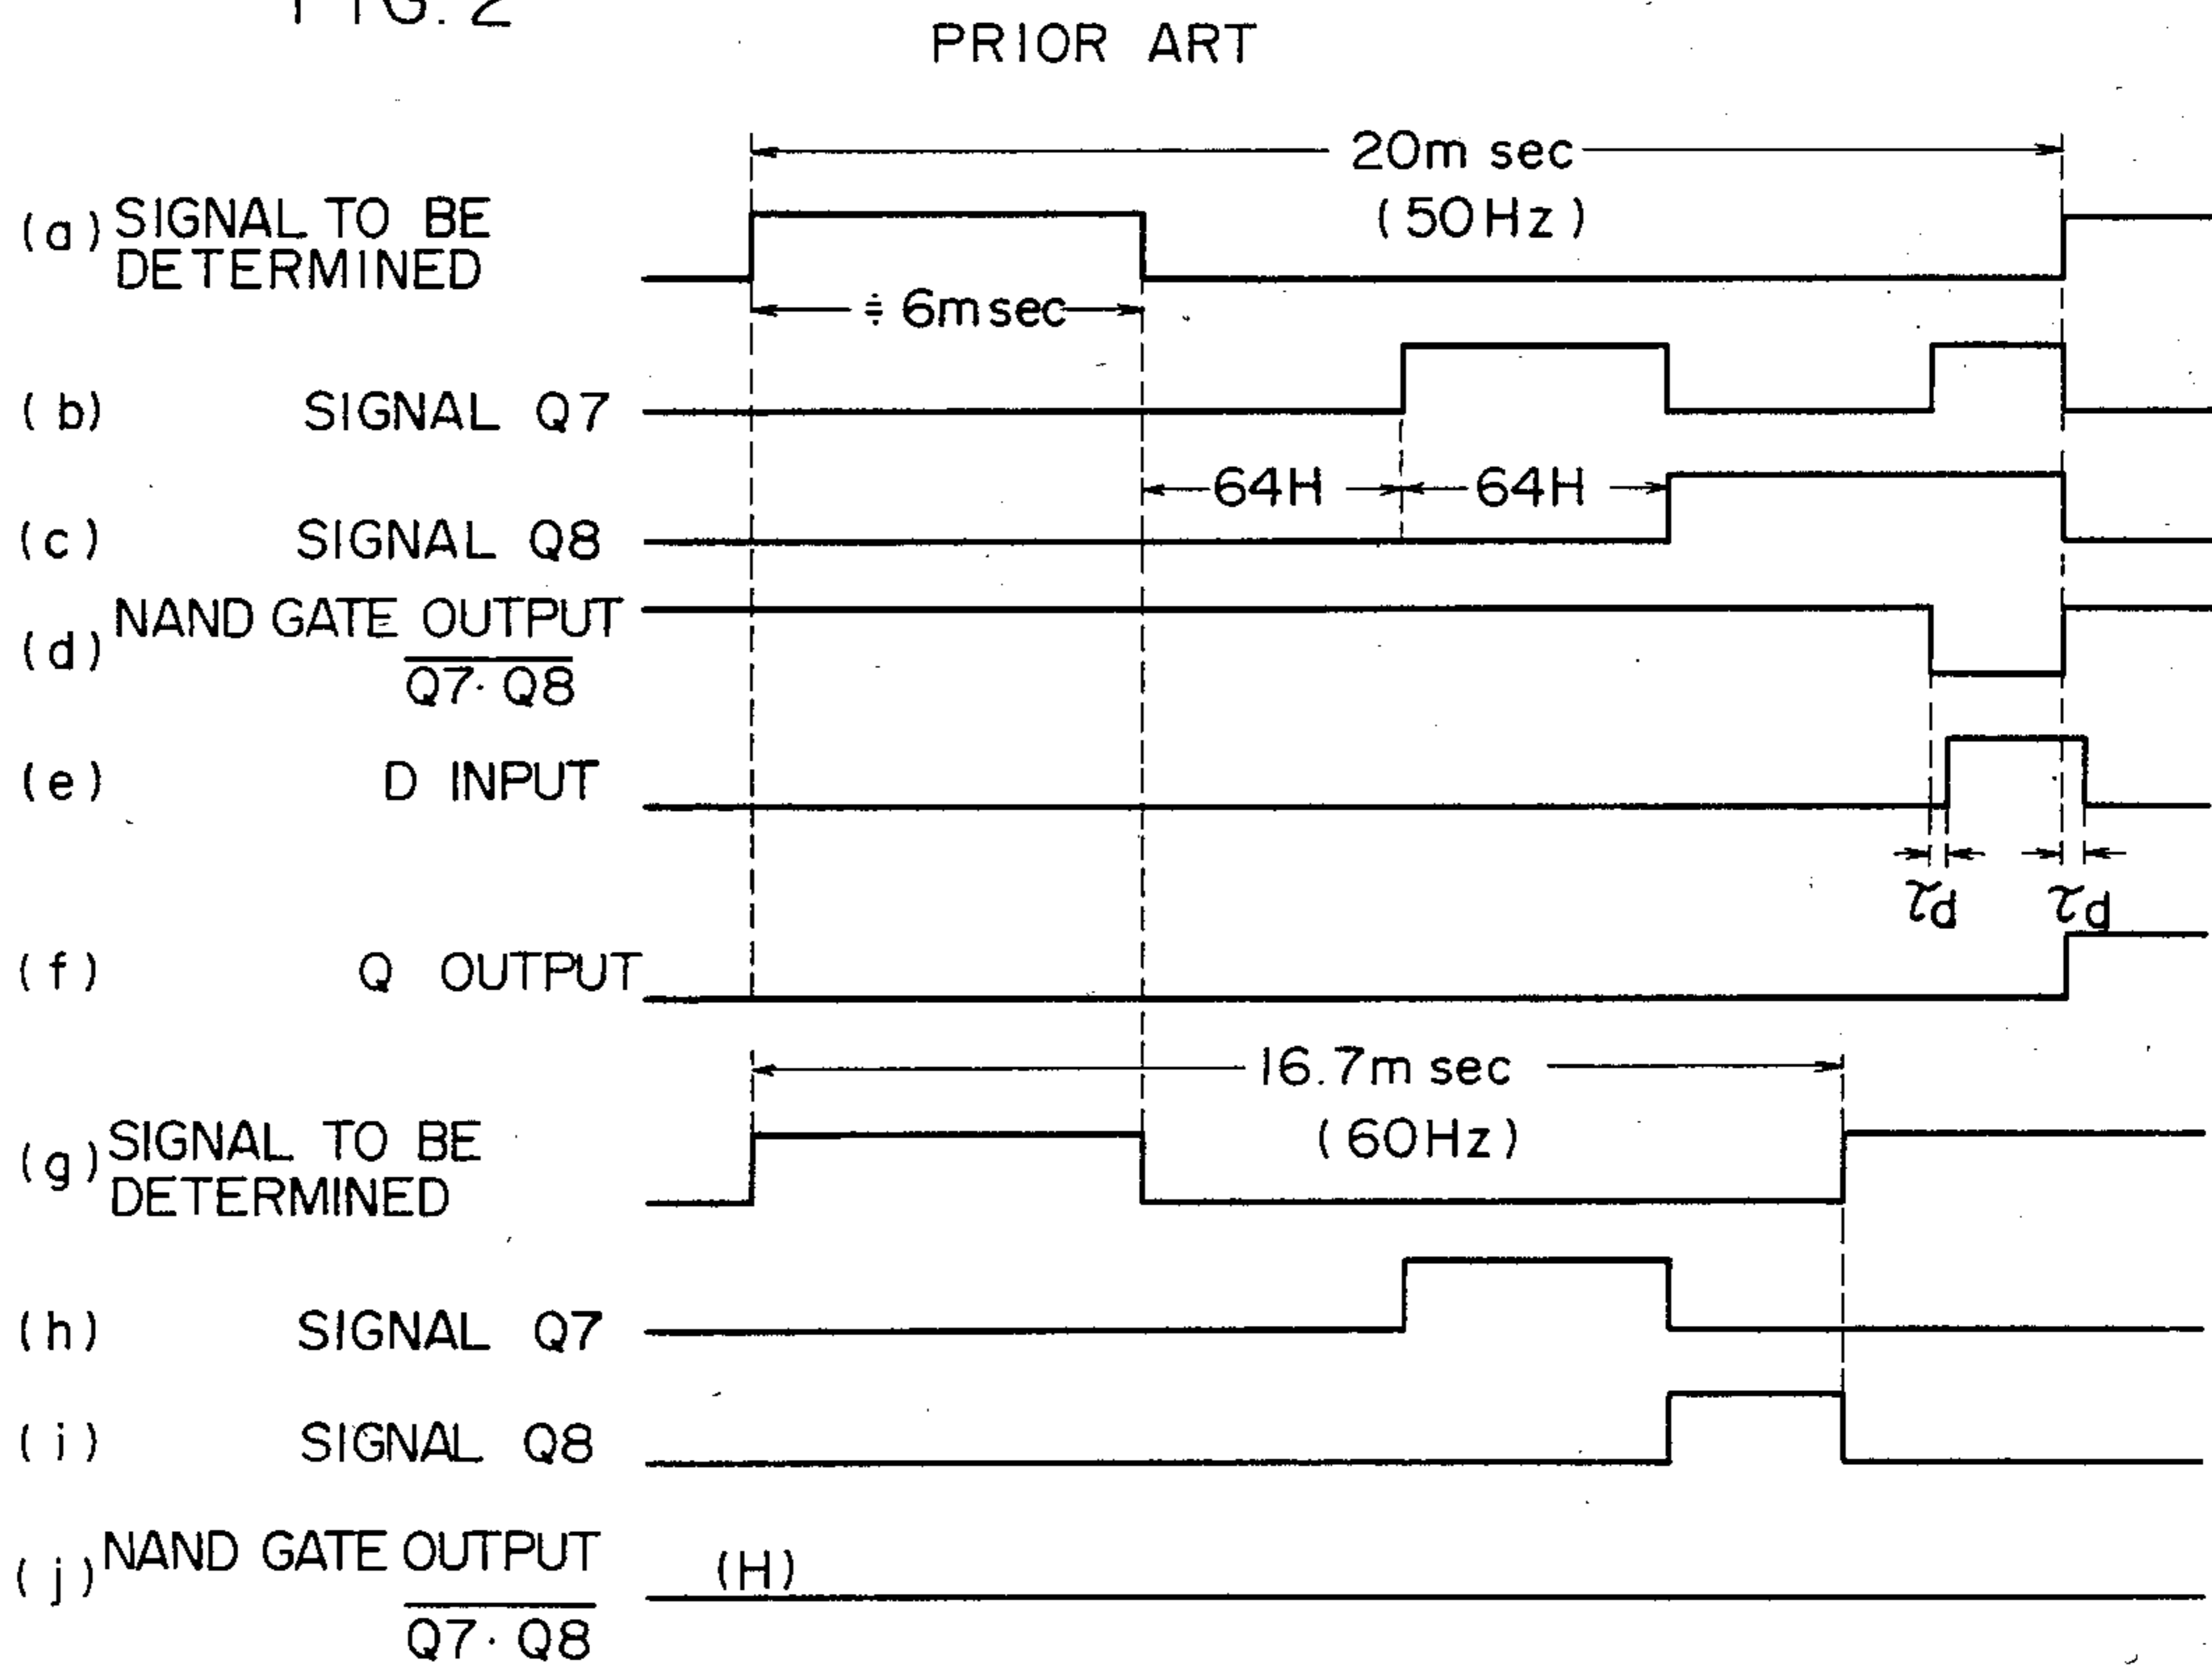 FIG. 2
PRIOR ART
20m sec
(50Hz)
(a) SIGNAL TO BE
DETERMINED
≑ 6msec
(b) SIGNAL Q7
64H 64H
(c) SIGNAL Q8
(d) NAND GATE OUTPUT
Q7·Q8
(e) D INPUT
τd τd
(f) Q OUTPUT
16.7m sec
(60Hz)
(g) SIGNAL TO BE
DETERMINED
(h) SIGNAL Q7
(i) SIGNAL Q8
(j) NAND GATE OUTPUT
(H)
Q7·Q8